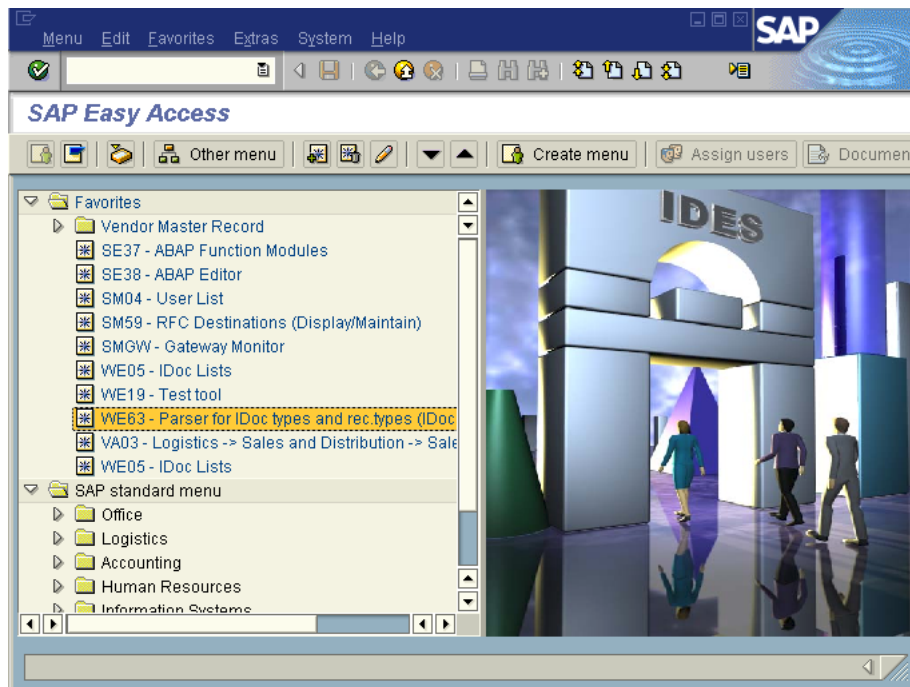 Menu Edit Favorites Extras System Help
SAP
SAP Easy Access
Other menu Create menu Assign users Documen
Favorites
Vendor Master Record
SE37 - ABAP Function Modules
SE38 - ABAP Editor
SM04 - User List
SM59 - RFC Destinations (Display/Maintain)
SMGW - Gateway Monitor
WE05 - IDoc Lists
WE19 - Test tool
WE63 - Parser for IDoc types and rec.types (IDoc
VA03 - Logistics -> Sales and Distribution -> Sale
WE05 - IDoc Lists
SAP standard menu
Office
Logistics
Accounting
Human Resources
Information Systems
IDES